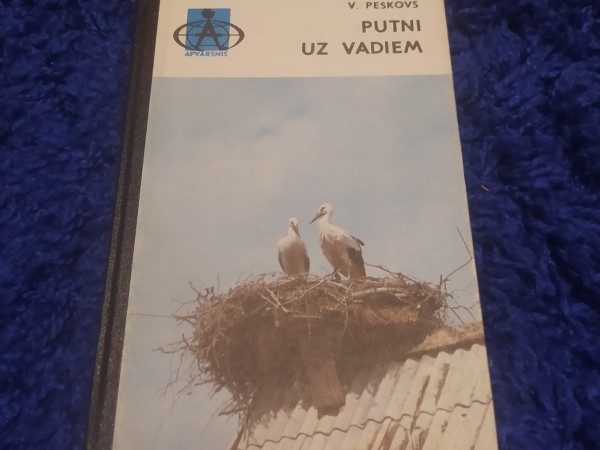 V. PESKOVS
PUTNI
UZ VADIEM
APVĀRSNIS